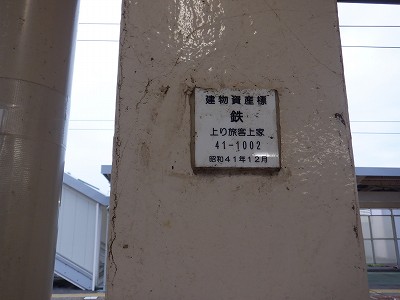 建物資産標
鉄
上り旅客上家
41-1002
昭和41年12月